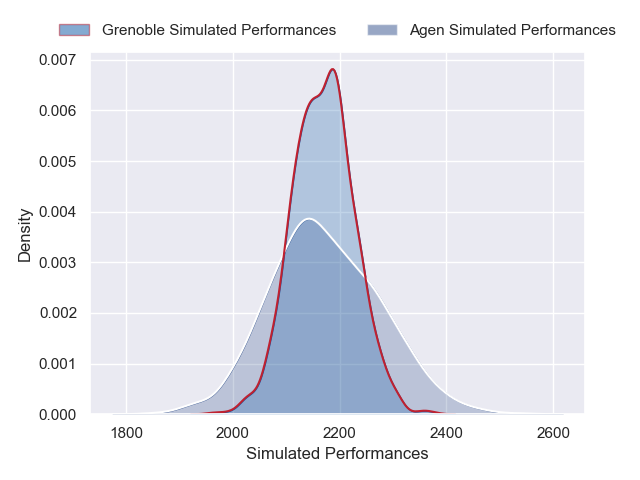 Grenoble Simulated Performances Agen Simulated Performances
0.007
0.006
0.005
0.004
0.003
0.002
0.001
0.000
Density
1800 2000 2200 2400 2600
Simulated Performances